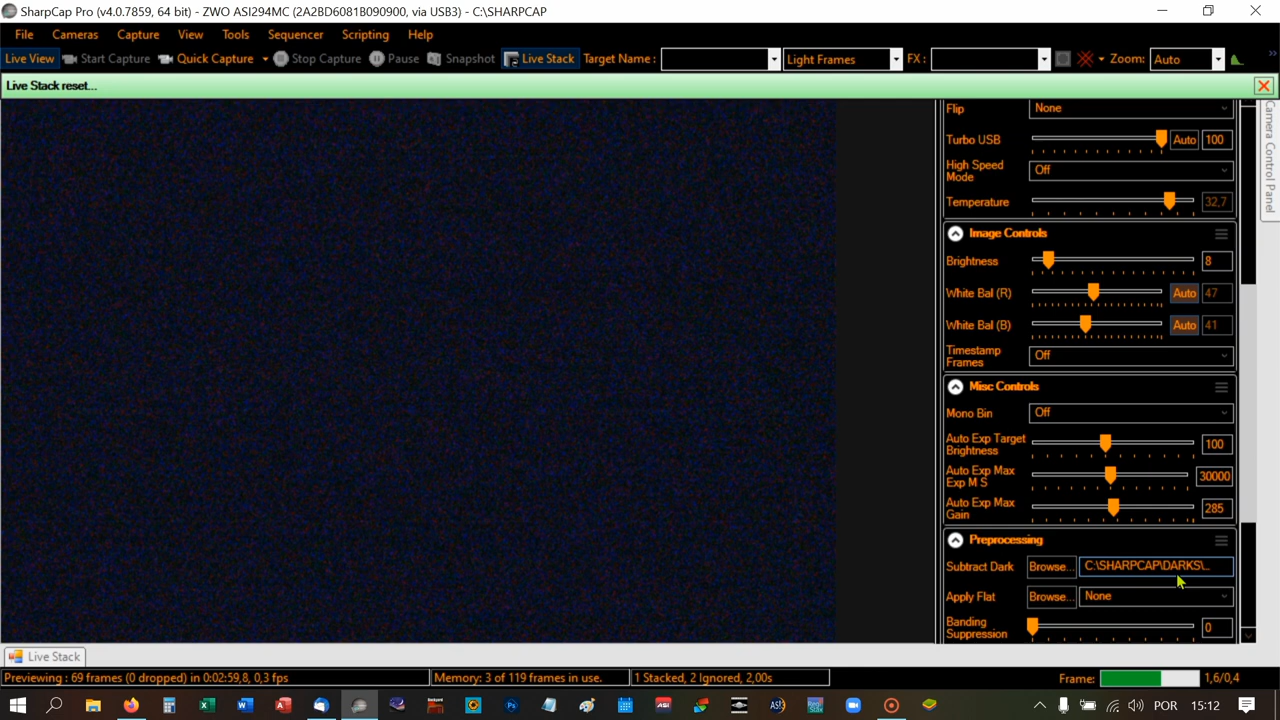 SharpCap Pro (v4.0.7859, 64 bit) - ZWO ASI294MC (2A2BD6081B090900, via USB3) - C:\SHARPCAP
File Cameras Capture View Tools Sequencer Scripting Help
Live View Start Capture Quick Capture Stop Capture Pause Snapshot Live Stack Target Name : Light Frames FX : Zoom: Auto
Live Stack reset...
Camera Control Panel
Flip None
Turbo USB Auto 100
High Speed Mode Off
Temperature 32,7
Image Controls
Brightness 8
White Bal (R) Auto 47
White Bal (B) Auto 41
Timestamp Frames Off
Misc Controls
Mono Bin Off
Auto Exp Target Brightness 100
Auto Exp Max Exp M S 30000
Auto Exp Max Gain 285
Preprocessing
Subtract Dark Browse... C:\SHARPCAP\DARKS\...
Apply Flat Browse... None
Banding Suppression 0
Live Stack
Previewing : 69 frames (0 dropped) in 0:02:59,8, 0,3 fps Memory: 3 of 119 frames in use. 1 Stacked, 2 Ignored, 2,00s Frame: 1,6/0,4
POR 15:12